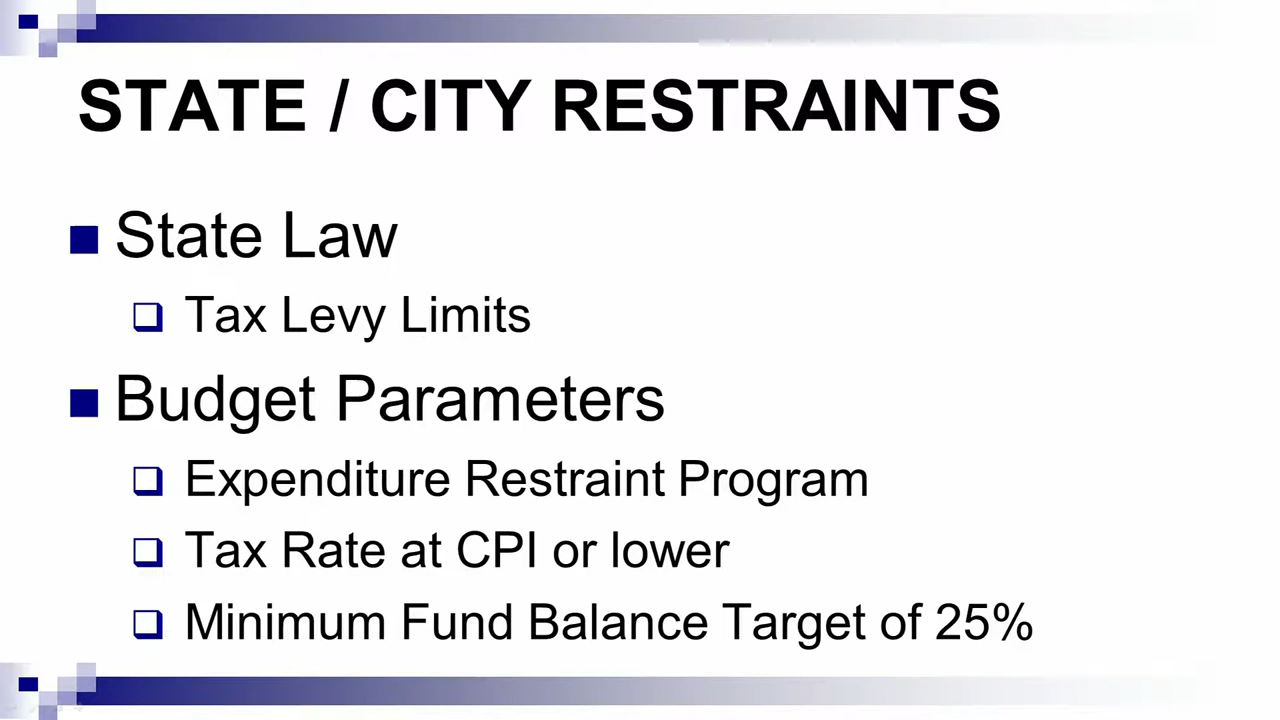 STATE / CITY RESTRAINTS
State Law
Tax Levy Limits
Budget Parameters
Expenditure Restraint Program
Tax Rate at CPI or lower
Minimum Fund Balance Target of 25%